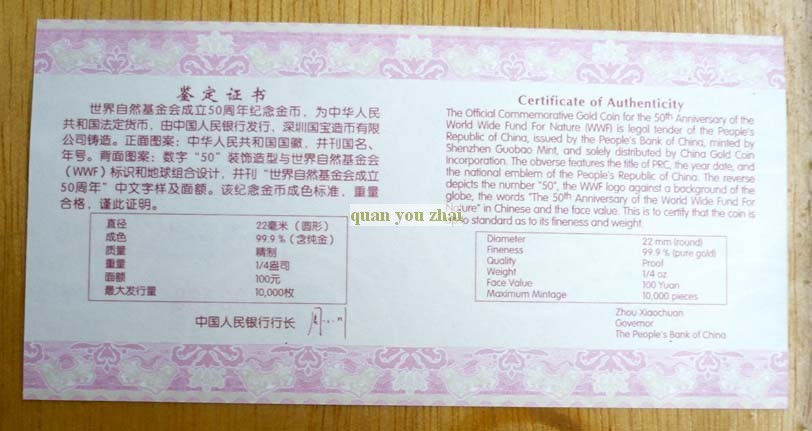 鉴定证书
世界自然基金会成立50周年纪念金币，为中华人民
共和国法定货币，由中国人民银行发行，深圳国宝造币有限
公司铸造。正面图案：中华人民共和国国徽，并刊国名、
年号。背面图案：数字“50”装饰造型与世界自然基金会
（WWF）标识和地球组合设计，并刊“世界自然基金会成立
50周年”中文字样及面额。该纪念金币成色标准，重量
合格，谨此证明。
直径 22毫米（圆形）
成色 99.9％（含纯金）
质量 精制
重量 1/4盎司
面额 100元
最大发行量 10,000枚
中国人民银行行长
Certificate of Authenticity
The Official Commemorative Gold Coin for the 50th Anniversary of the
World Wide Fund For Nature (WWF) is legal tender of the People's
Republic of China, issued by the People's Bank of China, minted by
Shenzhen Guobao Mint, and solely distributed by China Gold Coin
Incorporation. The obverse features the title of PRC, the year date, and
the national emblem of the People's Republic of China. The reverse
depicts the number "50", the WWF logo against a background of the
globe, the words "The 50th Anniversary of the World Wide Fund For
Nature" in Chinese and the face value. This is to certify that the coin is
to standard as to its fineness and weight.
Diameter 22 mm (round)
Fineness 99.9 % (pure gold)
Quality Proof
Weight 1/4 oz
Face Value 100 Yuan
Maximum Mintage 10,000 pieces
Zhou Xiaochuan
Governor
The People's Bank of China
quan you zhai